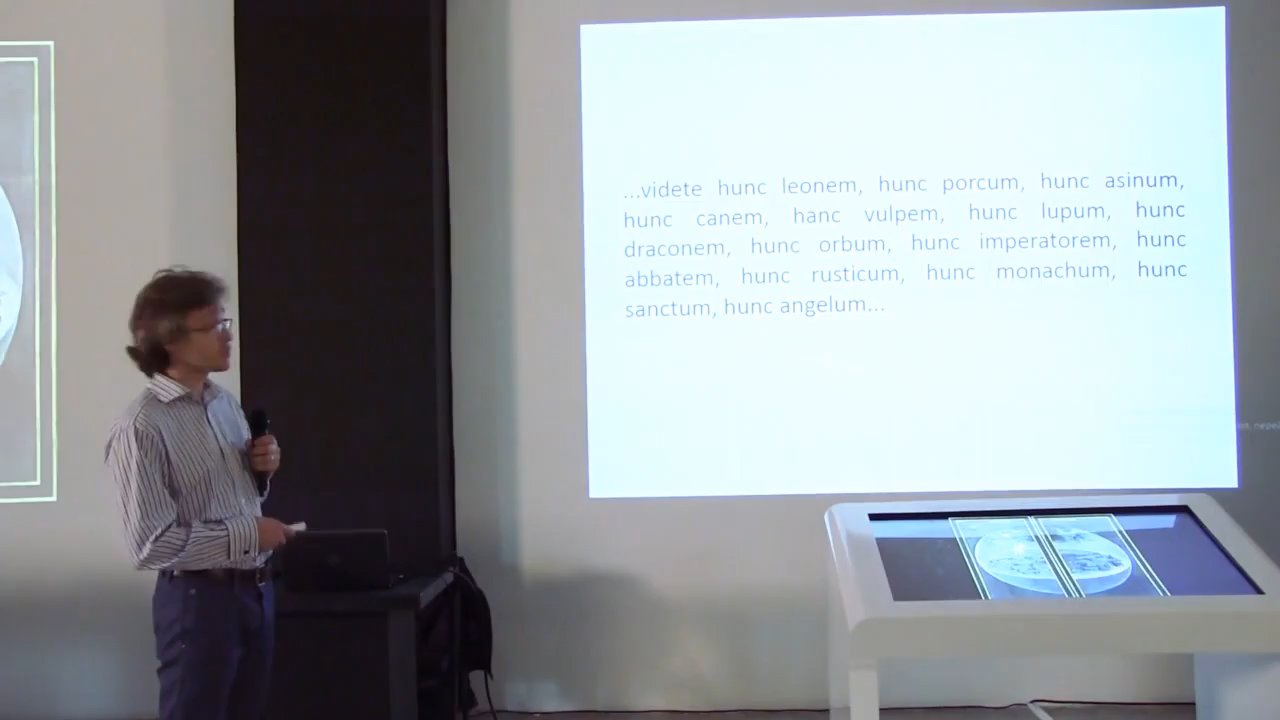 ...videte hunc leonem, hunc porcum, hunc asinum,
hunc canem, hanc vulpem, hunc lupum, hunc
draconem, hunc orbum, hunc imperatorem, hunc
abbatem, hunc rusticum, hunc monachum, hunc
sanctum, hunc angelum...